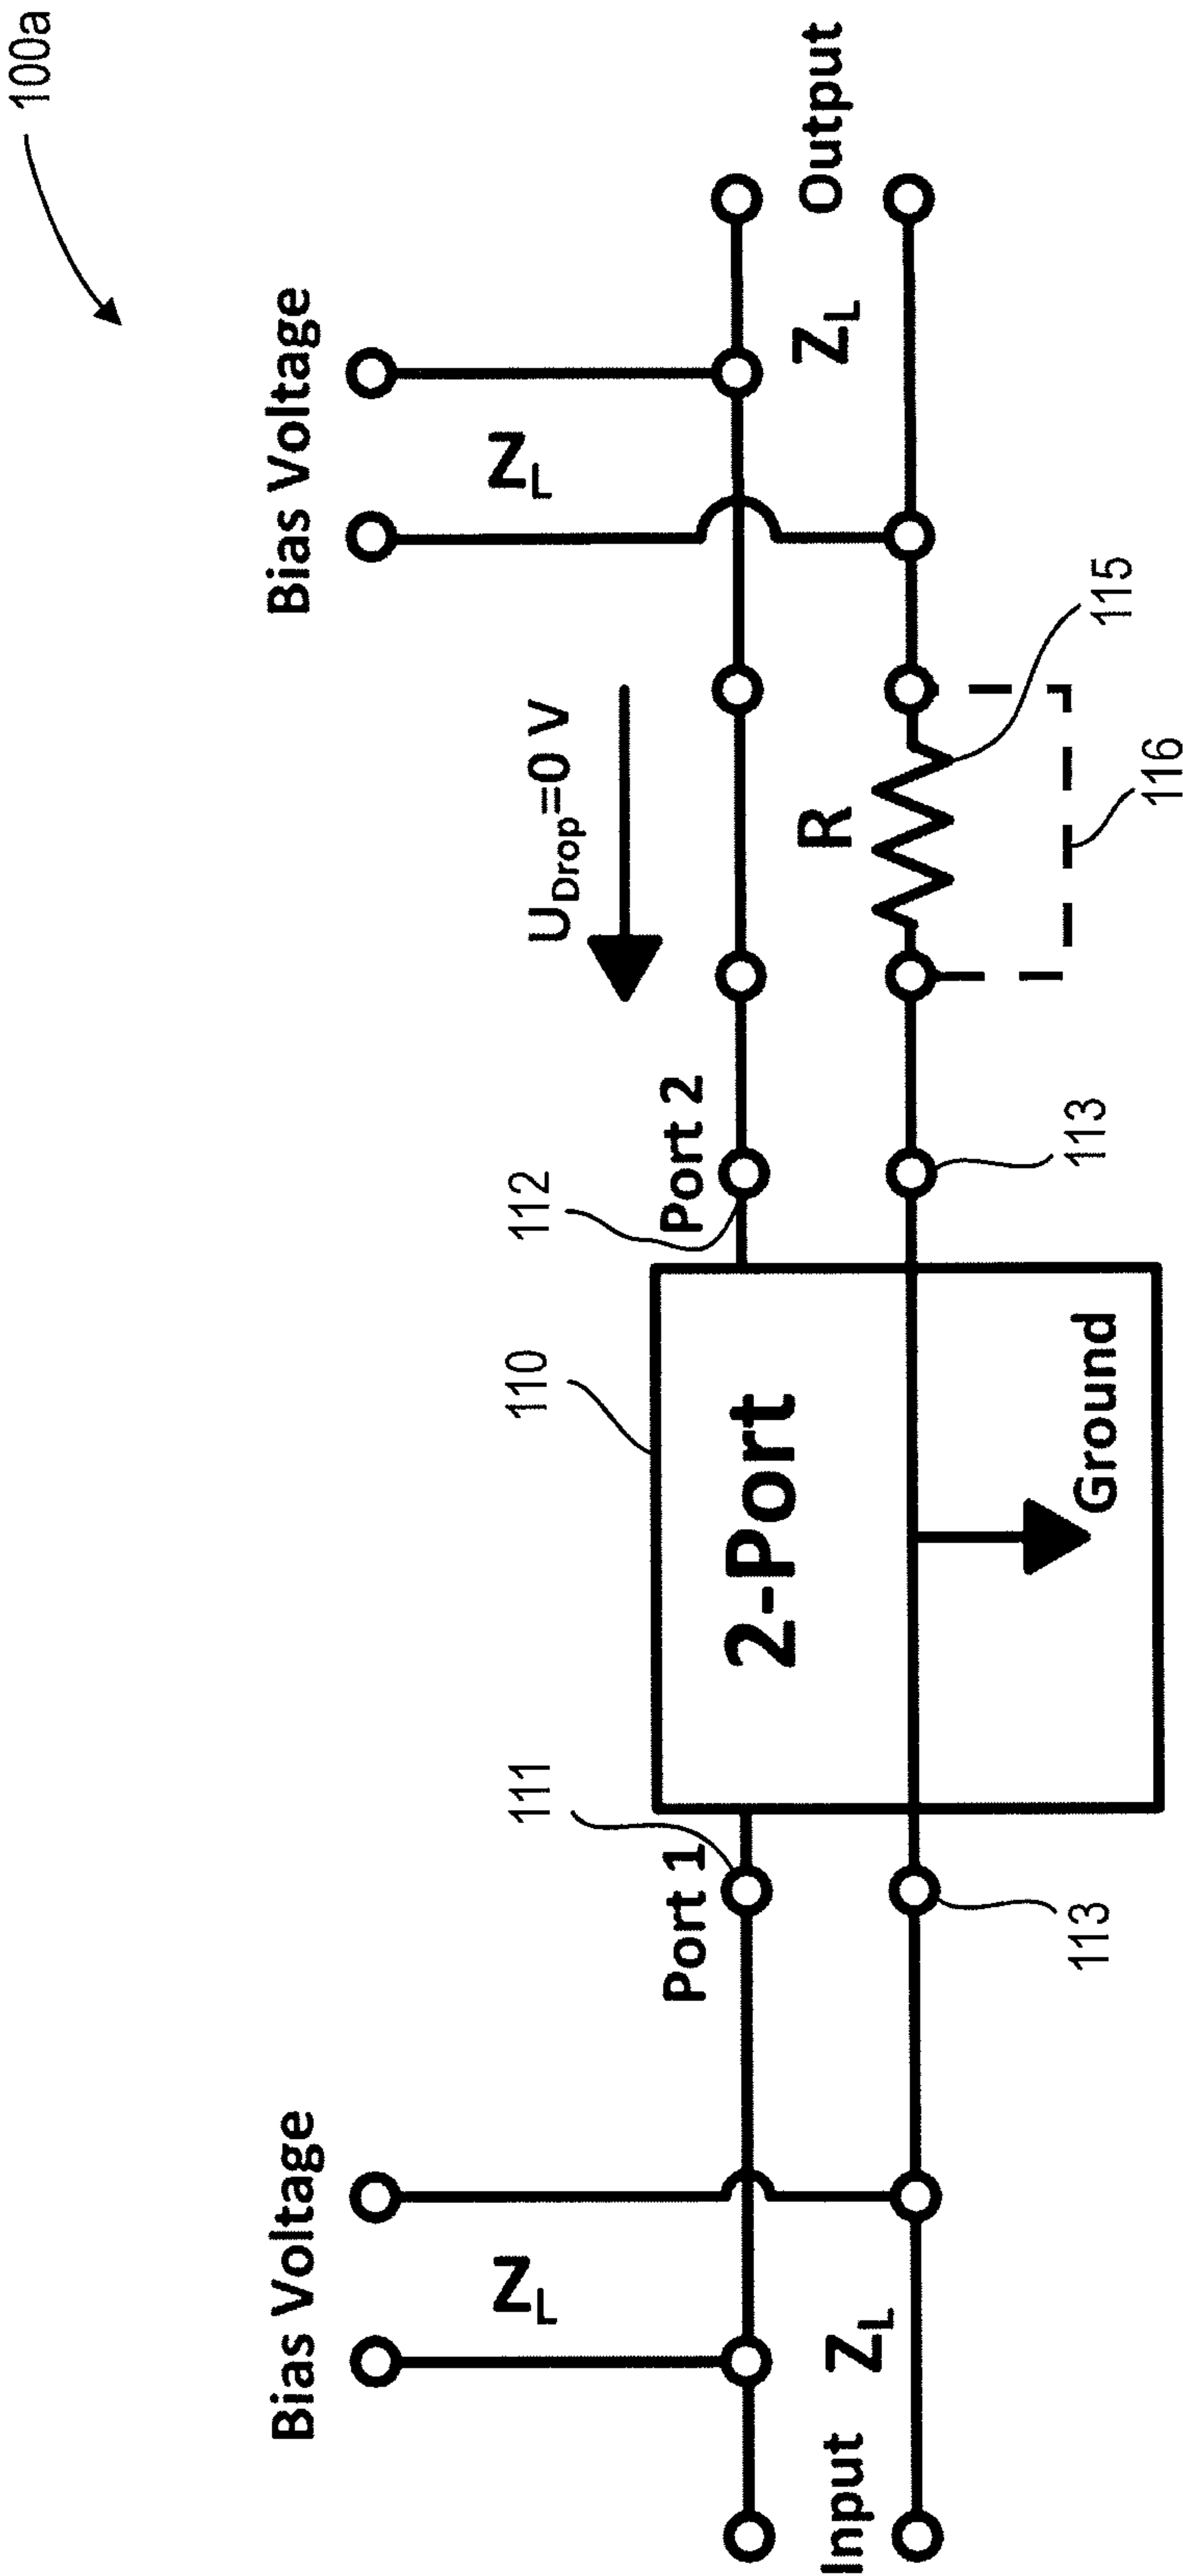 100a
Bias Voltage
Bias Voltage
Z_L
Z_L
U_Drop=0 V
110
111
112
Port 1
Port 2
2-Port
Input
Z_L
R
Z_L
Output
Ground
113
113
115
116